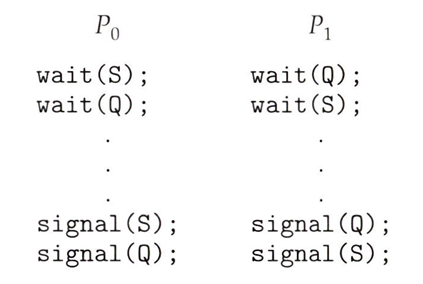 P0 P1
wait(S); wait(Q);
wait(Q); wait(S);
. .
. .
. .
signal(S); signal(Q);
signal(Q); signal(S);